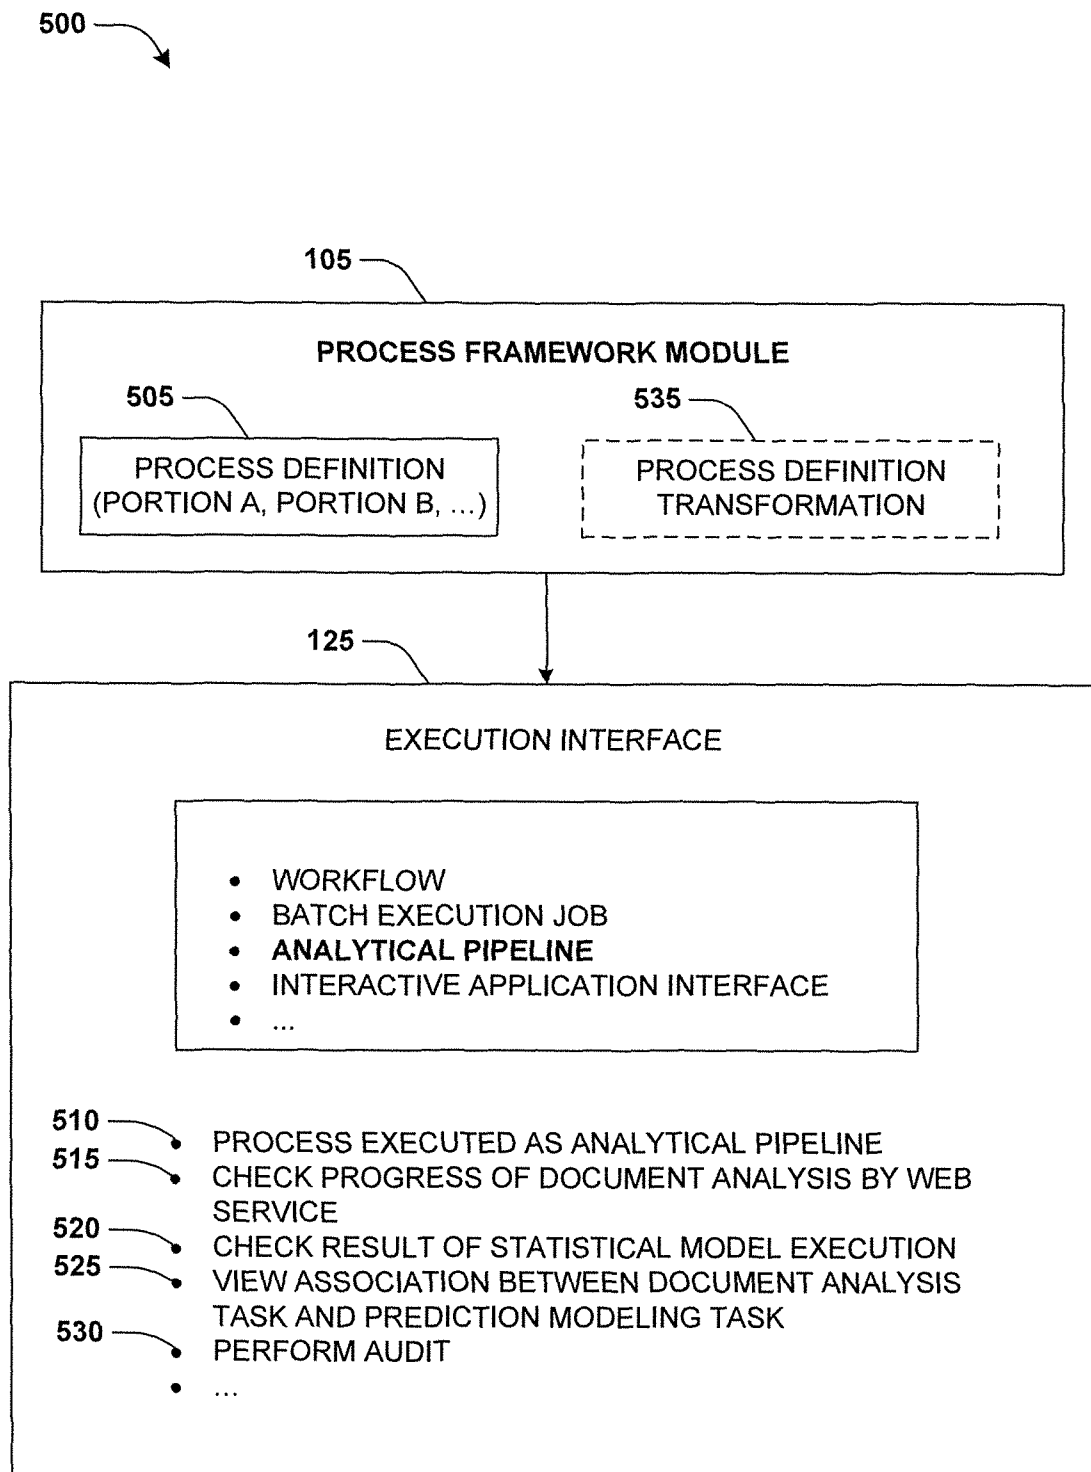 500
105
PROCESS FRAMEWORK MODULE
505
535
PROCESS DEFINITION
(PORTION A, PORTION B, ...)
PROCESS DEFINITION
TRANSFORMATION
125
EXECUTION INTERFACE
• WORKFLOW
• BATCH EXECUTION JOB
• ANALYTICAL PIPELINE
• INTERACTIVE APPLICATION INTERFACE
• ...
510
• PROCESS EXECUTED AS ANALYTICAL PIPELINE
515
• CHECK PROGRESS OF DOCUMENT ANALYSIS BY WEB
SERVICE
520
• CHECK RESULT OF STATISTICAL MODEL EXECUTION
525
• VIEW ASSOCIATION BETWEEN DOCUMENT ANALYSIS
TASK AND PREDICTION MODELING TASK
530
• PERFORM AUDIT
• ...